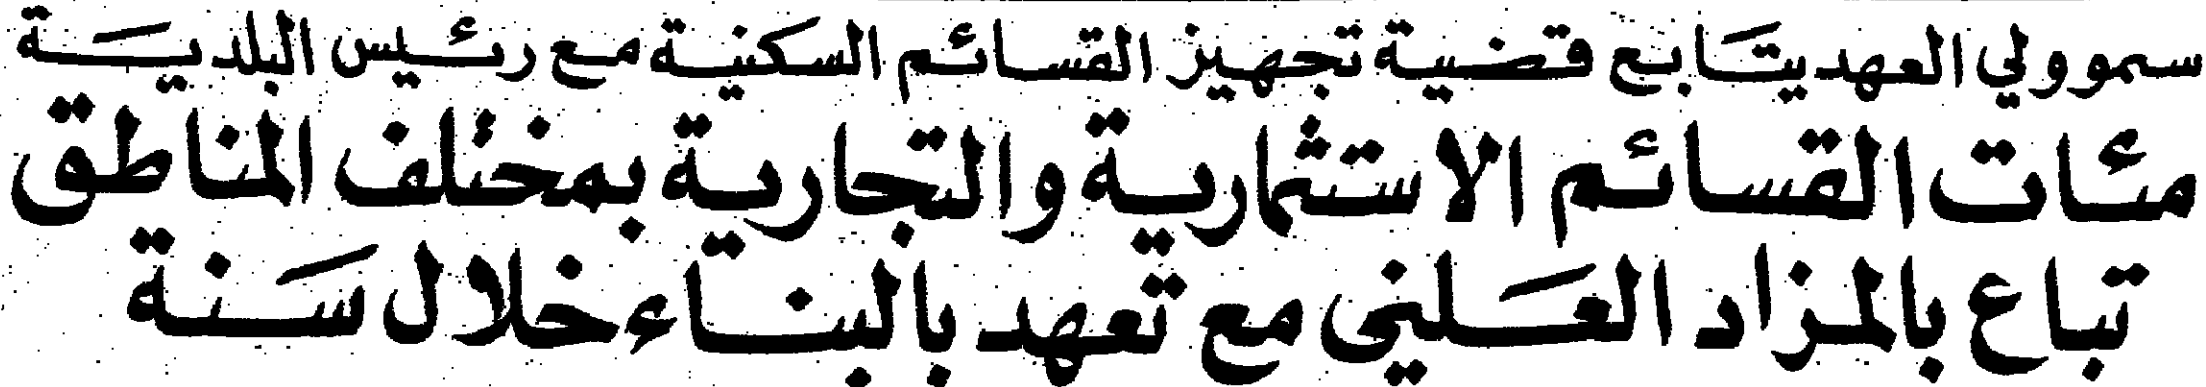 سمو ولي العهد يتابع قضية تجهيز القسائم السكنية مع رئيس البلدية
مئات القسائم الاستثمارية والتجارية بمختلف المناطق
تباع بالمزاد العلني مع تعهد بالبناء خلال سنة